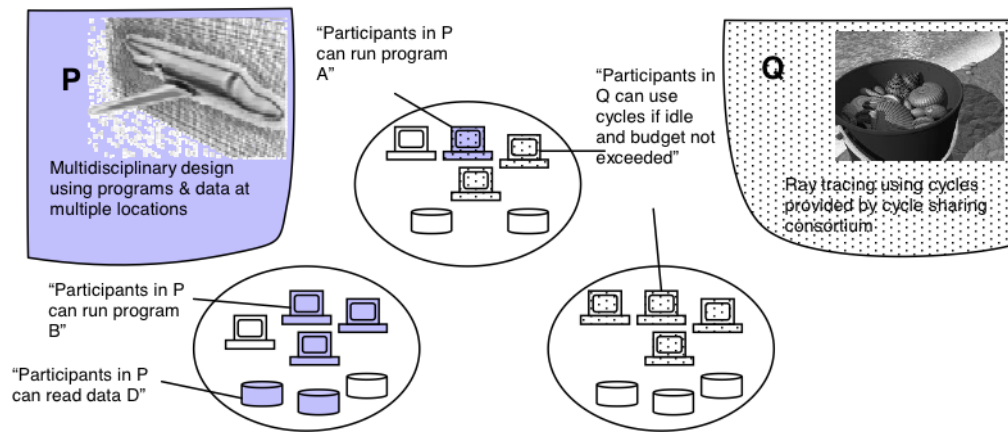 P
Multidisciplinary design
using programs & data at
multiple locations
“Participants in P
can run program
A”
“Participants in
Q can use
cycles if idle
and budget not
exceeded”
Q
Ray tracing using cycles
provided by cycle sharing
consortium
“Participants in P
can run program
B”
“Participants in P
can read data D”